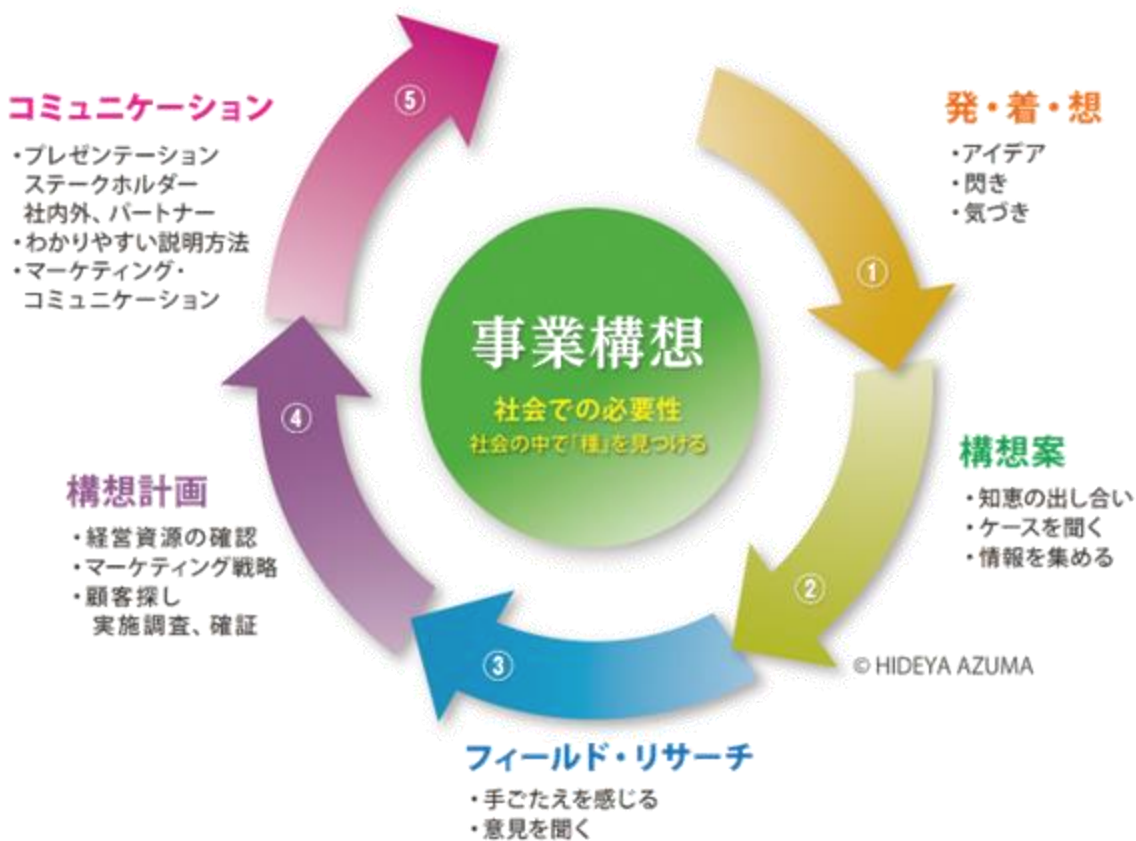 事業構想
社会での必要性
社会の中で「種」を見つける
①
発・着・想
・アイデア
・閃き
・気づき
②
構想案
・知恵の出し合い
・ケースを聞く
・情報を集める
© HIDEYA AZUMA
③
フィールド・リサーチ
・手ごたえを感じる
・意見を聞く
④
構想計画
・経営資源の確認
・マーケティング戦略
・顧客探し
実施調査、確証
⑤
コミュニケーション
・プレゼンテーション
ステークホルダー
社内外、パートナー
・わかりやすい説明方法
・マーケティング・
コミュニケーション